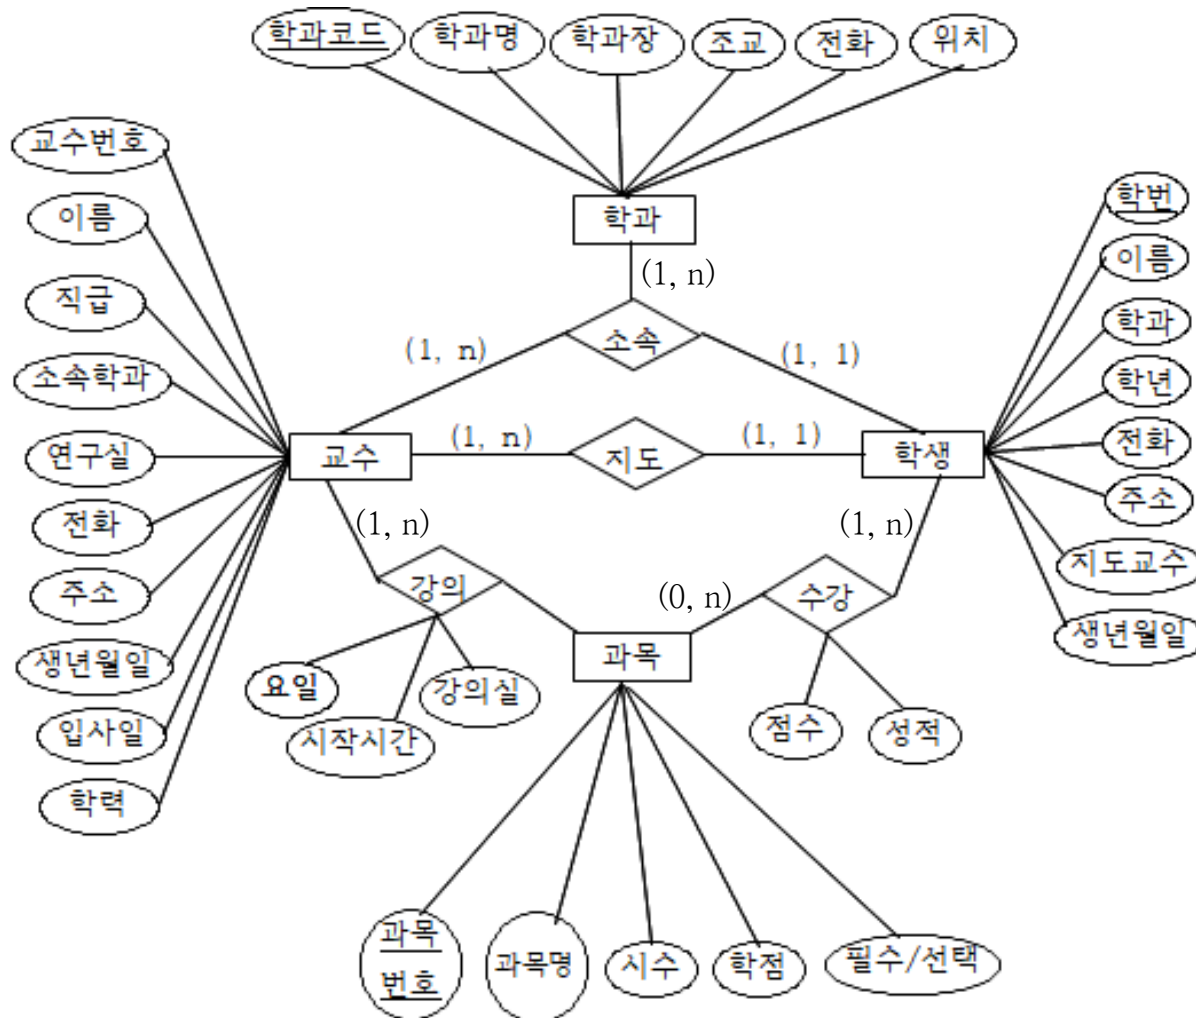 학과코드
학과명
학과장
조교
전화
위치
교수번호
이름
직급
소속학과
연구실
전화
주소
생년월일
입사일
학력
학과
(1, n)
소속
(1, n)
(1, 1)
교수
(1, n)
지도
(1, 1)
학생
학번
이름
학과
학년
전화
주소
지도교수
생년월일
(1, n)
강의
요일
시작시간
강의실
(1, n)
(0, n)
수강
점수
성적
과목
과목
번호
과목명
시수
학점
필수/선택